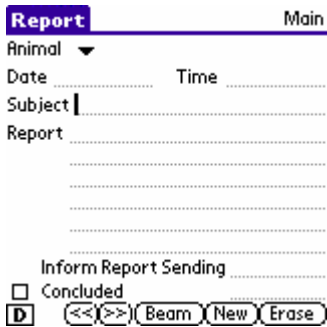 Report Main
Animal
Date Time
Subject
Report
Inform Report Sending
Concluded
D << >> Beam New Erase